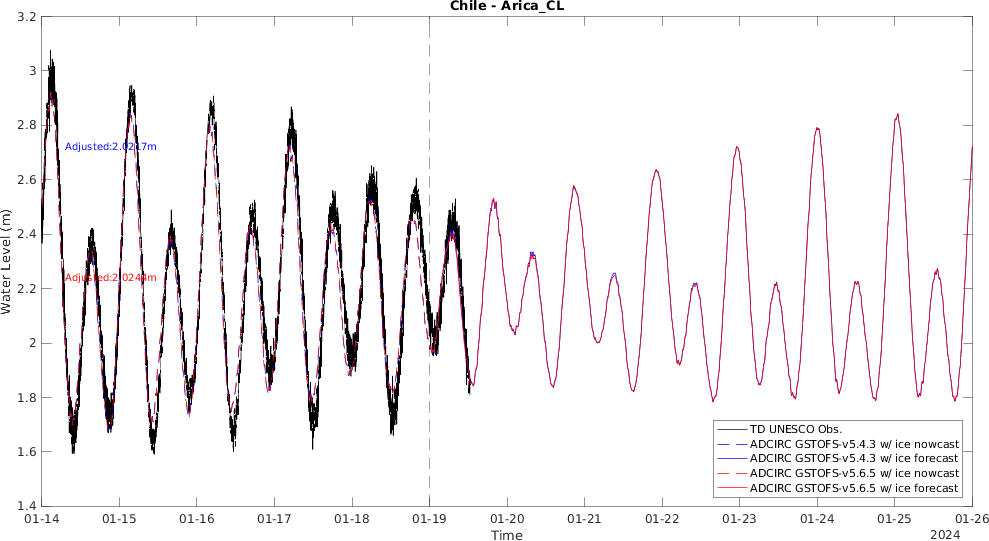 Chile - Arica_CL
3.2
3
2.8
2.6
2.4
2.2
2
1.8
1.6
1.4
Water Level (m)
Adjusted:2.0217m
Adjusted:2.0244m
TD UNESCO Obs.
ADCIRC GSTOFS-v5.4.3 w/ ice nowcast
ADCIRC GSTOFS-v5.4.3 w/ ice forecast
ADCIRC GSTOFS-v5.6.5 w/ ice nowcast
ADCIRC GSTOFS-v5.6.5 w/ ice forecast
01-14 01-15 01-16 01-17 01-18 01-19 01-20 01-21 01-22 01-23 01-24 01-25 01-26
Time
2024